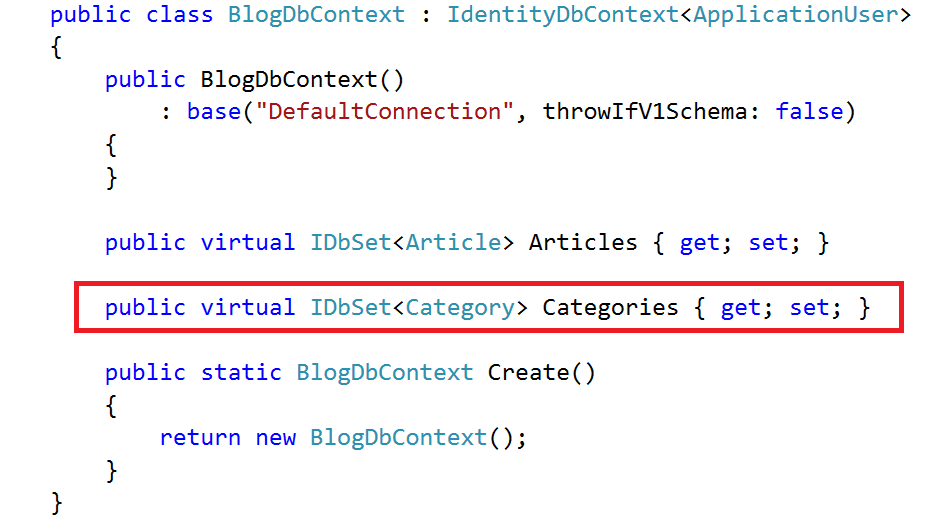 public class BlogDbContext : IdentityDbContext<ApplicationUser>
{
    public BlogDbContext()
        : base("DefaultConnection", throwIfV1Schema: false)
    {
    }
    public virtual IDbSet<Article> Articles { get; set; }
    public virtual IDbSet<Category> Categories { get; set; }
    public static BlogDbContext Create()
    {
        return new BlogDbContext();
    }
}